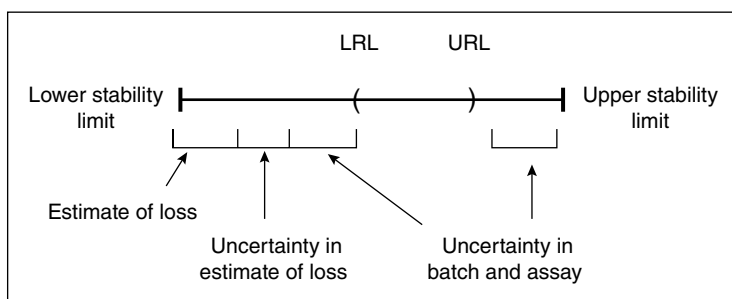 LRL URL
Lower stability
limit
Upper stability
limit
Estimate of loss
Uncertainty in
estimate of loss
Uncertainty in
batch and assay